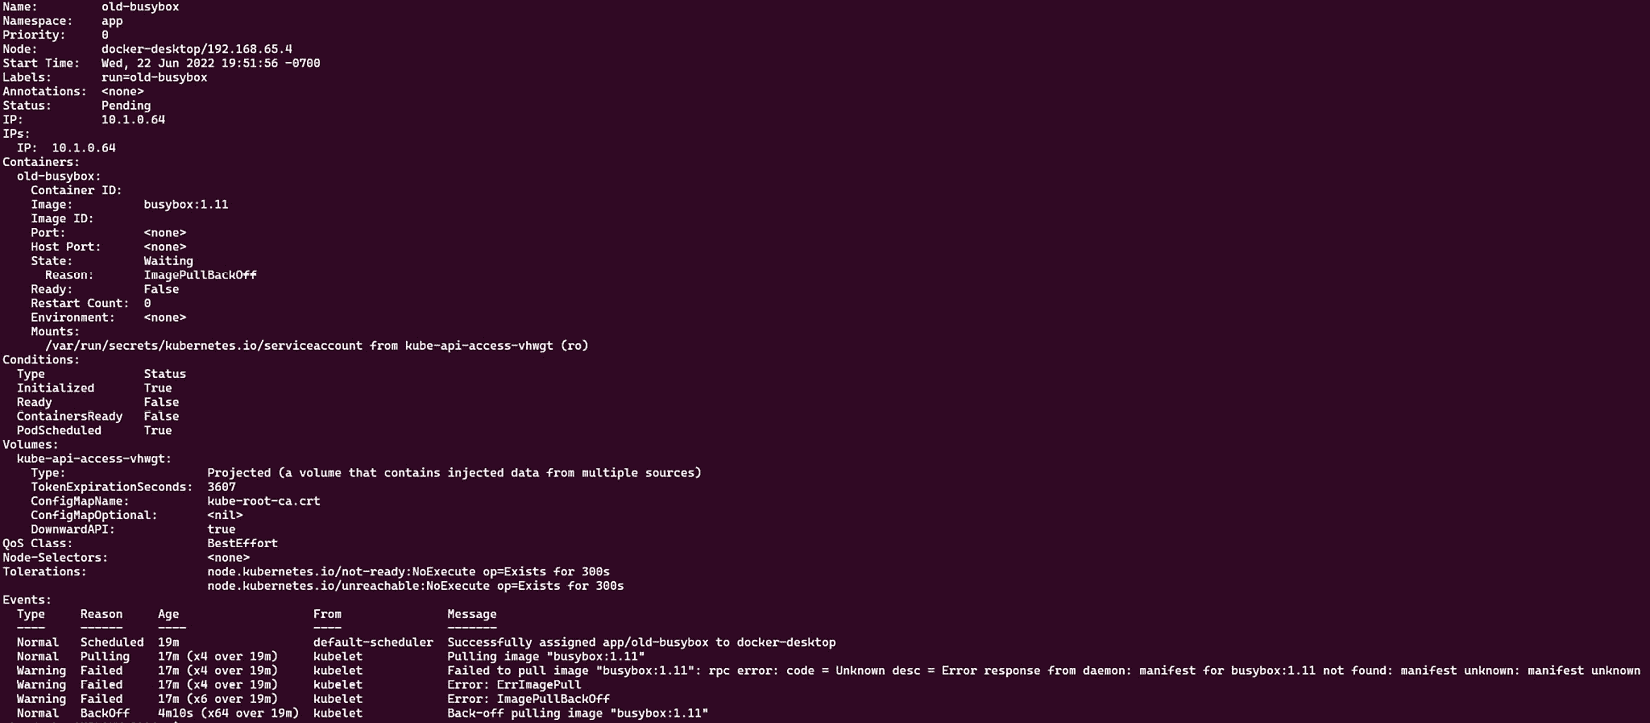 Name:         old-busybox
Namespace:    app
Priority:     0
Node:         docker-desktop/192.168.65.4
Start Time:   Wed, 22 Jun 2022 19:51:56 -0700
Labels:       run=old-busybox
Annotations:  <none>
Status:       Pending
IP:           10.1.0.64
IPs:
  IP:  10.1.0.64
Containers:
  old-busybox:
    Container ID:
    Image:          busybox:1.11
    Image ID:
    Port:           <none>
    Host Port:      <none>
    State:          Waiting
      Reason:       ImagePullBackOff
    Ready:          False
    Restart Count:  0
    Environment:    <none>
    Mounts:
      /var/run/secrets/kubernetes.io/serviceaccount from kube-api-access-vhwgt (ro)
Conditions:
  Type              Status
  Initialized       True
  Ready             False
  ContainersReady   False
  PodScheduled      True
Volumes:
  kube-api-access-vhwgt:
    Type:                    Projected (a volume that contains injected data from multiple sources)
    TokenExpirationSeconds:  3607
    ConfigMapName:           kube-root-ca.crt
    ConfigMapOptional:       <nil>
    DownwardAPI:             true
QoS Class:                   BestEffort
Node-Selectors:              <none>
Tolerations:                 node.kubernetes.io/not-ready:NoExecute op=Exists for 300s
                             node.kubernetes.io/unreachable:NoExecute op=Exists for 300s
Events:
  Type     Reason     Age                   From               Message
  ----     ------     ----                  ----               -------
  Normal   Scheduled  19m                   default-scheduler  Successfully assigned app/old-busybox to docker-desktop
  Normal   Pulling    17m (x4 over 19m)     kubelet            Pulling image "busybox:1.11"
  Warning  Failed     17m (x4 over 19m)     kubelet            Failed to pull image "busybox:1.11": rpc error: code = Unknown desc = Error response from daemon: manifest for busybox:1.11 not found: manifest unknown: manifest unknown
  Warning  Failed     17m (x4 over 19m)     kubelet            Error: ErrImagePull
  Warning  Failed     17m (x6 over 19m)     kubelet            Error: ImagePullBackOff
  Normal   BackOff    4m10s (x64 over 19m)  kubelet            Back-off pulling image "busybox:1.11"